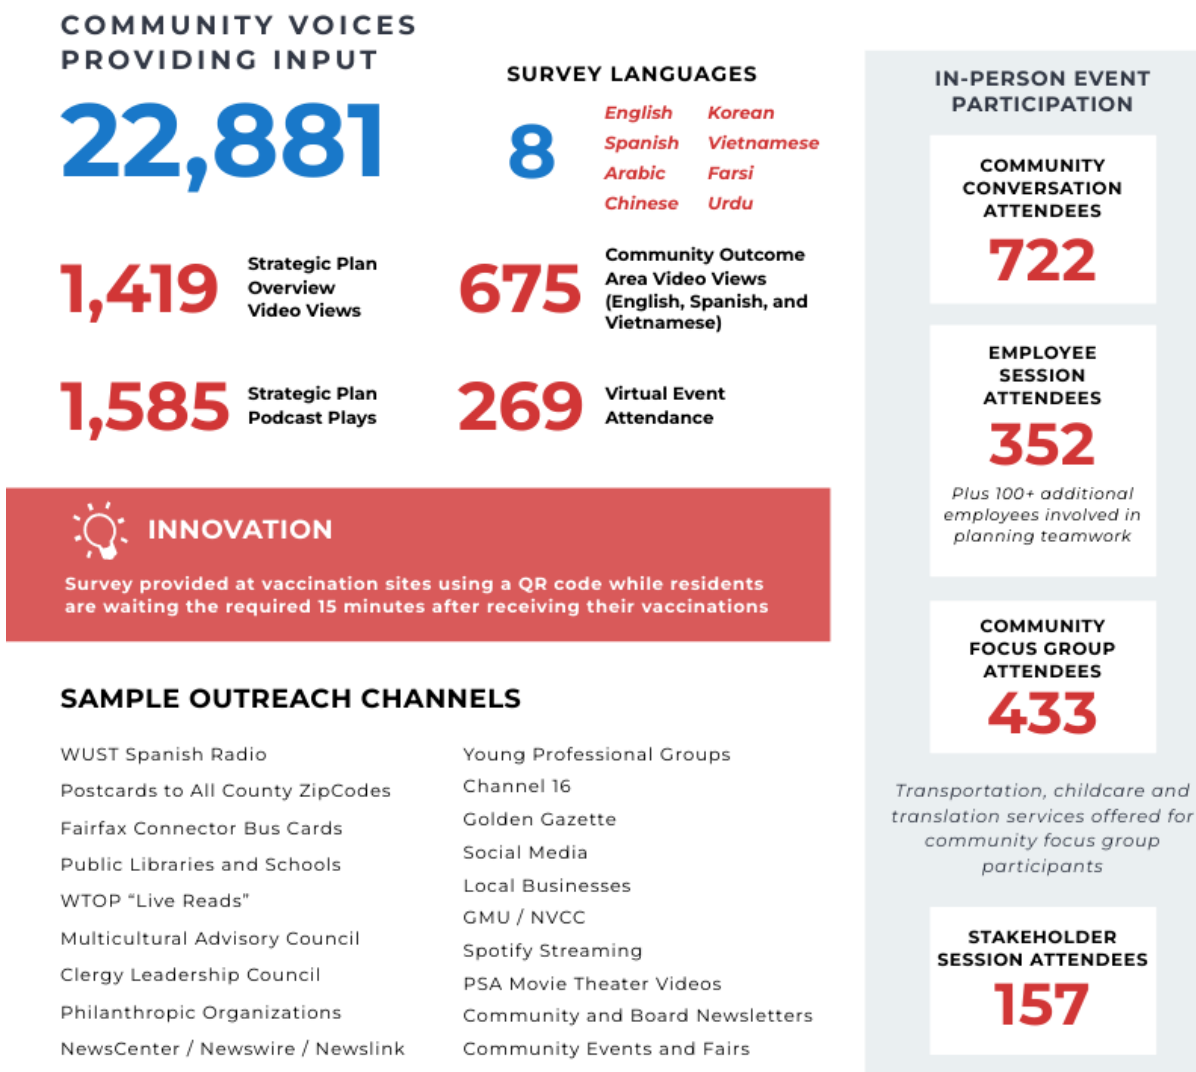 COMMUNITY VOICES
PROVIDING INPUT
22,881
SURVEY LANGUAGES
8
English
Spanish
Arabic
Chinese
Korean
Vietnamese
Farsi
Urdu
1,419
Strategic Plan
Overview
Video Views
675
Community Outcome
Area Video Views
(English, Spanish, and
Vietnamese)
1,585
Strategic Plan
Podcast Plays
269
Virtual Event
Attendance
INNOVATION
Survey provided at vaccination sites using a QR code while residents
are waiting the required 15 minutes after receiving their vaccinations
SAMPLE OUTREACH CHANNELS
WUST Spanish Radio
Postcards to All County ZipCodes
Fairfax Connector Bus Cards
Public Libraries and Schools
WTOP “Live Reads”
Multicultural Advisory Council
Clergy Leadership Council
Philanthropic Organizations
NewsCenter / Newswire / Newslink
Young Professional Groups
Channel 16
Golden Gazette
Social Media
Local Businesses
GMU / NVCC
Spotify Streaming
PSA Movie Theater Videos
Community and Board Newsletters
Community Events and Fairs
IN-PERSON EVENT
PARTICIPATION
COMMUNITY
CONVERSATION
ATTENDEES
722
EMPLOYEE
SESSION
ATTENDEES
352
Plus 100+ additional
employees involved in
planning teamwork
COMMUNITY
FOCUS GROUP
ATTENDEES
433
Transportation, childcare and
translation services offered for
community focus group
participants
STAKEHOLDER
SESSION ATTENDEES
157